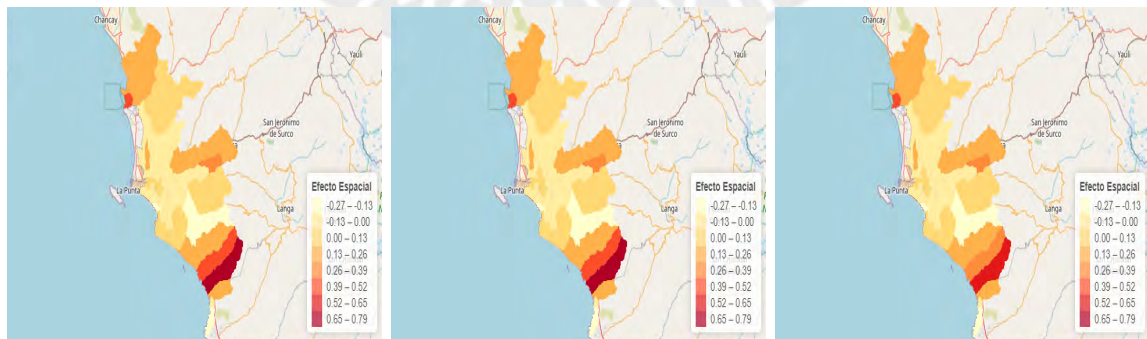 Chancay
Yauli
San Jerónimo
de Surco
La Punta
Langa
Efecto Espacial
-0.27 – -0.13
-0.13 – 0.00
0.00 – 0.13
0.13 – 0.26
0.26 – 0.39
0.39 – 0.52
0.52 – 0.65
0.65 – 0.79
Chancay
Yauli
San Jerónimo
de Surco
La Punta
Langa
Efecto Espacial
-0.27 – -0.13
-0.13 – 0.00
0.00 – 0.13
0.13 – 0.26
0.26 – 0.39
0.39 – 0.52
0.52 – 0.65
0.65 – 0.79
Chancay
Yauli
San Jerónimo
de Surco
La Punta
Langa
Efecto Espacial
-0.27 – -0.13
-0.13 – 0.00
0.00 – 0.13
0.13 – 0.26
0.26 – 0.39
0.39 – 0.52
0.52 – 0.65
0.65 – 0.79